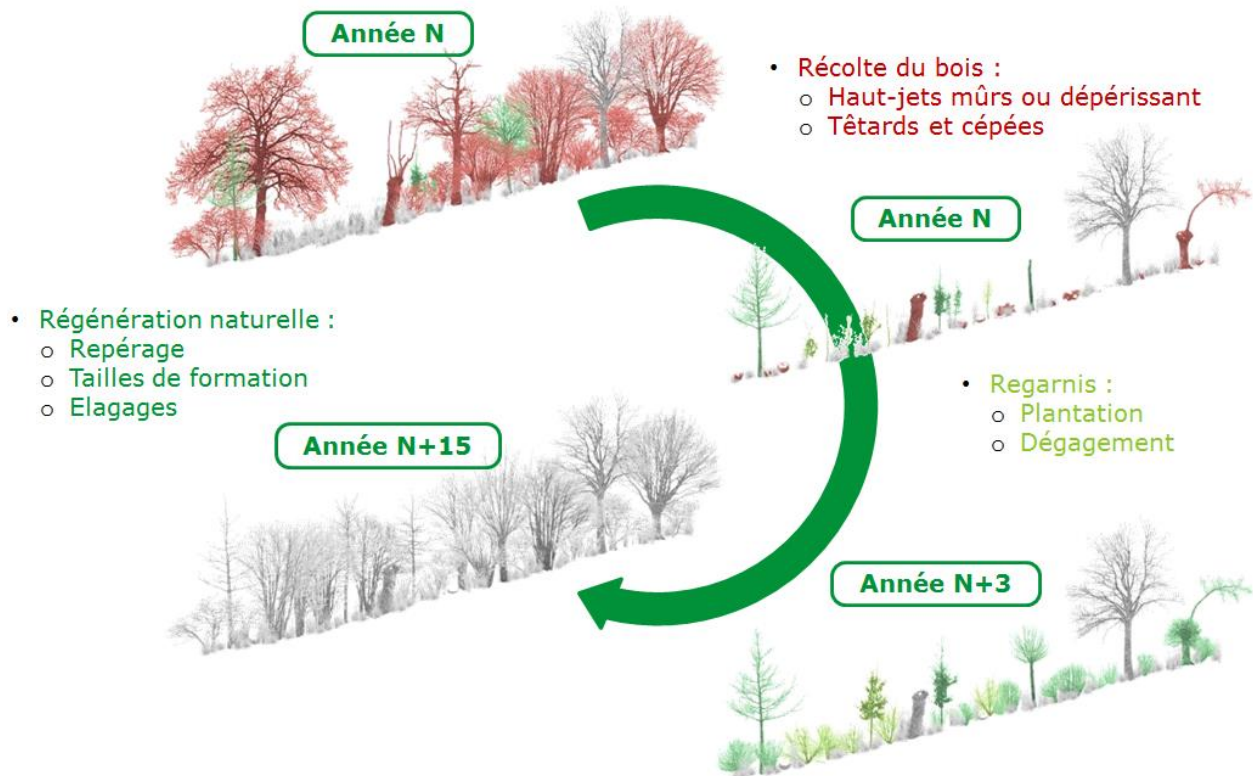 Année N
• Récolte du bois :
o Haut-jets mûrs ou dépérissant
o Têtards et cépées
Année N
• Régénération naturelle :
o Repérage
o Tailles de formation
o Elagages
• Regarnis :
o Plantation
o Dégagement
Année N+15
Année N+3